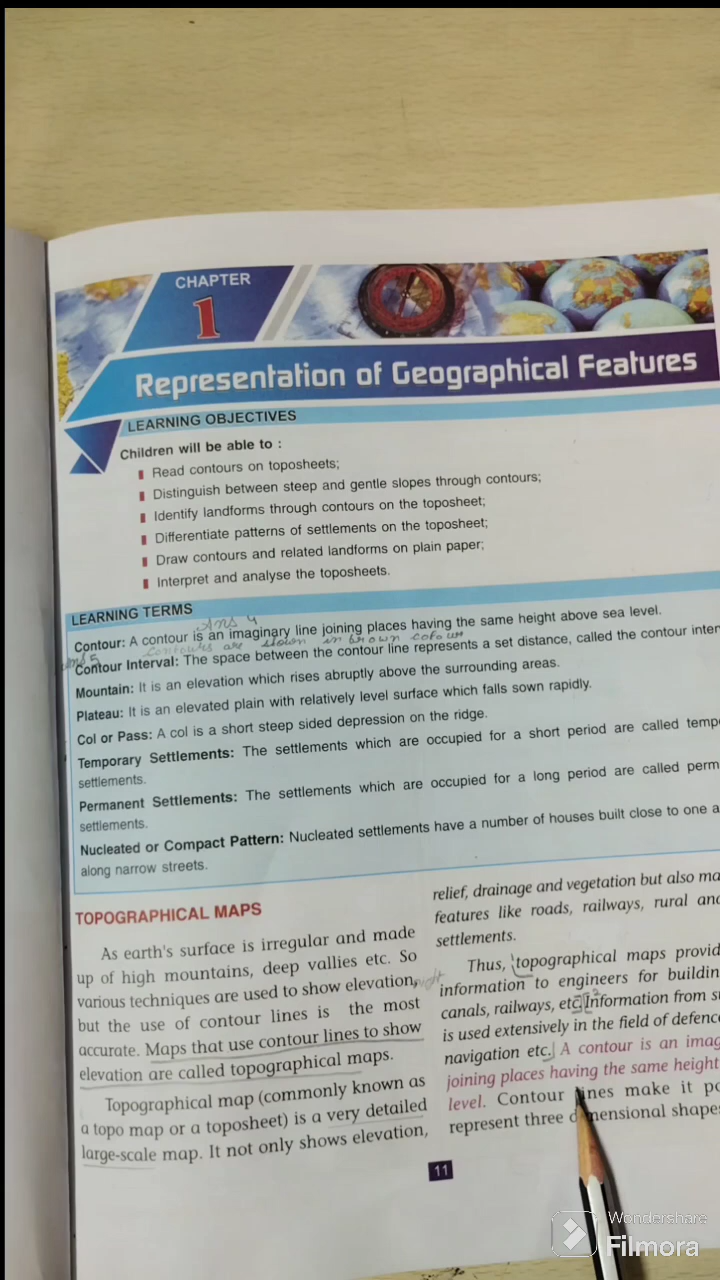 CHAPTER
1
Representation of Geographical Features
LEARNING OBJECTIVES
Children will be able to :
Read contours on toposheets;
Distinguish between steep and gentle slopes through contours;
Identify landforms through contours on the toposheet;
Differentiate patterns of settlements on the toposheet;
Draw contours and related landforms on plain paper;
Interpret and analyse the toposheets.
LEARNING TERMS
Ans 4
Contour: A contour is an imaginary line joining places having the same height above sea level.
Contours are shown in brown colour
Ans 5
Contour Interval: The space between the contour line represents a set distance, called the contour inter
Mountain: It is an elevation which rises abruptly above the surrounding areas.
Plateau: It is an elevated plain with relatively level surface which falls sown rapidly.
Col or Pass: A col is a short steep sided depression on the ridge.
Temporary Settlements: The settlements which are occupied for a short period are called temp
settlements.
Permanent Settlements: The settlements which are occupied for a long period are called perm
settlements.
Nucleated or Compact Pattern: Nucleated settlements have a number of houses built close to one a
along narrow streets.
TOPOGRAPHICAL MAPS
As earth's surface is irregular and made
up of high mountains, deep vallies etc. So
various techniques are used to show elevation,
but the use of contour lines is the most
accurate. Maps that use contour lines to show
elevation are called topographical maps.
Topographical map (commonly known as
a topo map or a toposheet) is a very detailed
large-scale map. It not only shows elevation,
relief, drainage and vegetation but also ma
features like roads, railways, rural and
settlements.
Thus, topographical maps provid
information to engineers for buildin
canals, railways, etc. Information from s
is used extensively in the field of defence
navigation etc. A contour is an imag
joining places having the same height
level. Contour lines make it po
represent three dimensional shapes
11
Wondershare
Filmora